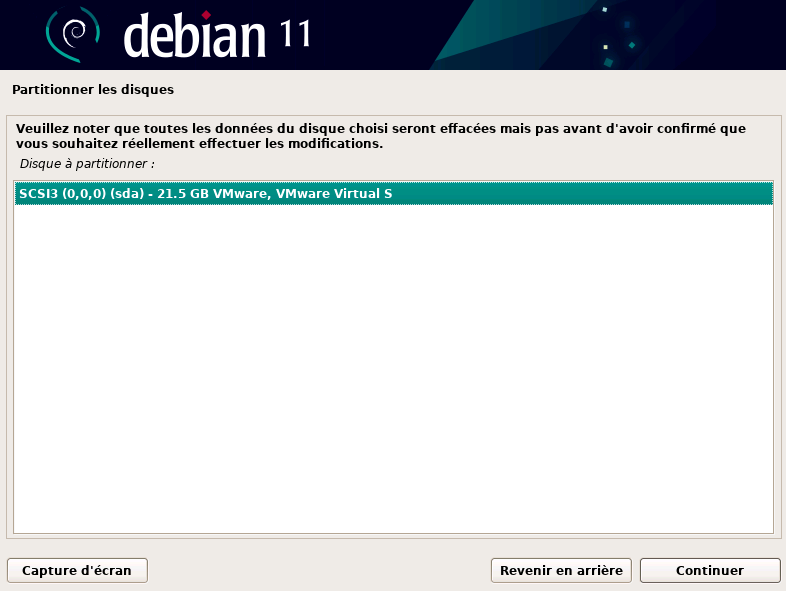 debian 11
Partitionner les disques
Veuillez noter que toutes les données du disque choisi seront effacées mais pas avant d'avoir confirmé que
vous souhaitez réellement effectuer les modifications.
Disque à partitionner :
SCSI3 (0,0,0) (sda) - 21.5 GB VMware, VMware Virtual S
Capture d'écran
Revenir en arrière
Continuer